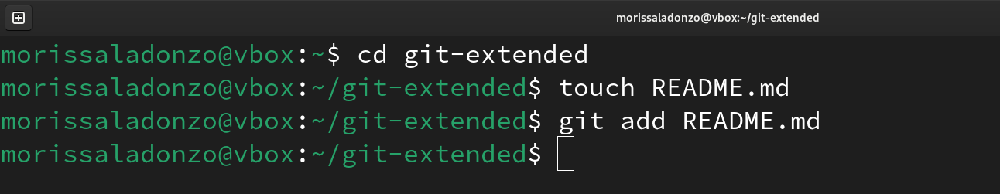 morissaladonzo@vbox:~/git-extended
morissaladonzo@vbox:~$ cd git-extended
morissaladonzo@vbox:~/git-extended$ touch README.md
morissaladonzo@vbox:~/git-extended$ git add README.md
morissaladonzo@vbox:~/git-extended$